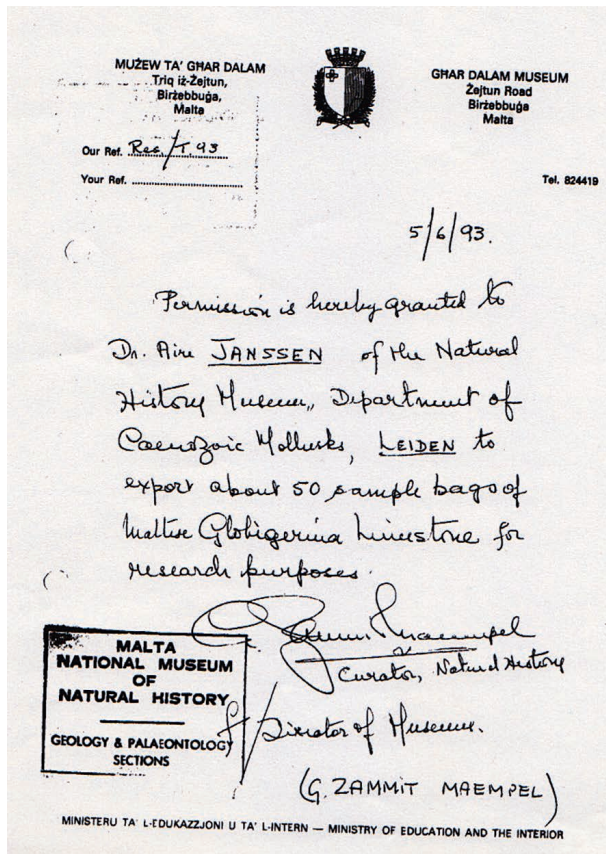 MUŻEW TA' GĦAR DALAM
Triq iż-Żejtun,
Birżebbuġa,
Malta
GĦAR DALAM MUSEUM
Żejtun Road
Birżebbuġa
Malta
Our Ref. Res/T.93
Your Ref.
Tel. 824419
5/6/93.
Permission is hereby granted to
Dr. Aire JANSSEN of the Natural
History Museum, Department of
Caenozoic Mollusks, LEIDEN to
export about 50 sample bags of
Maltese Globigerina Limestone for
research purposes.
Zammit Maempel
Curator, Natural History
f/ Director of Museums.
(G. ZAMMIT MAEMPEL)
MALTA
NATIONAL MUSEUM
OF
NATURAL HISTORY
GEOLOGY & PALAEONTOLOGY
SECTIONS
MINISTERU TA' L-EDUKAZZJONI U TA' L-INTERN — MINISTRY OF EDUCATION AND THE INTERIOR